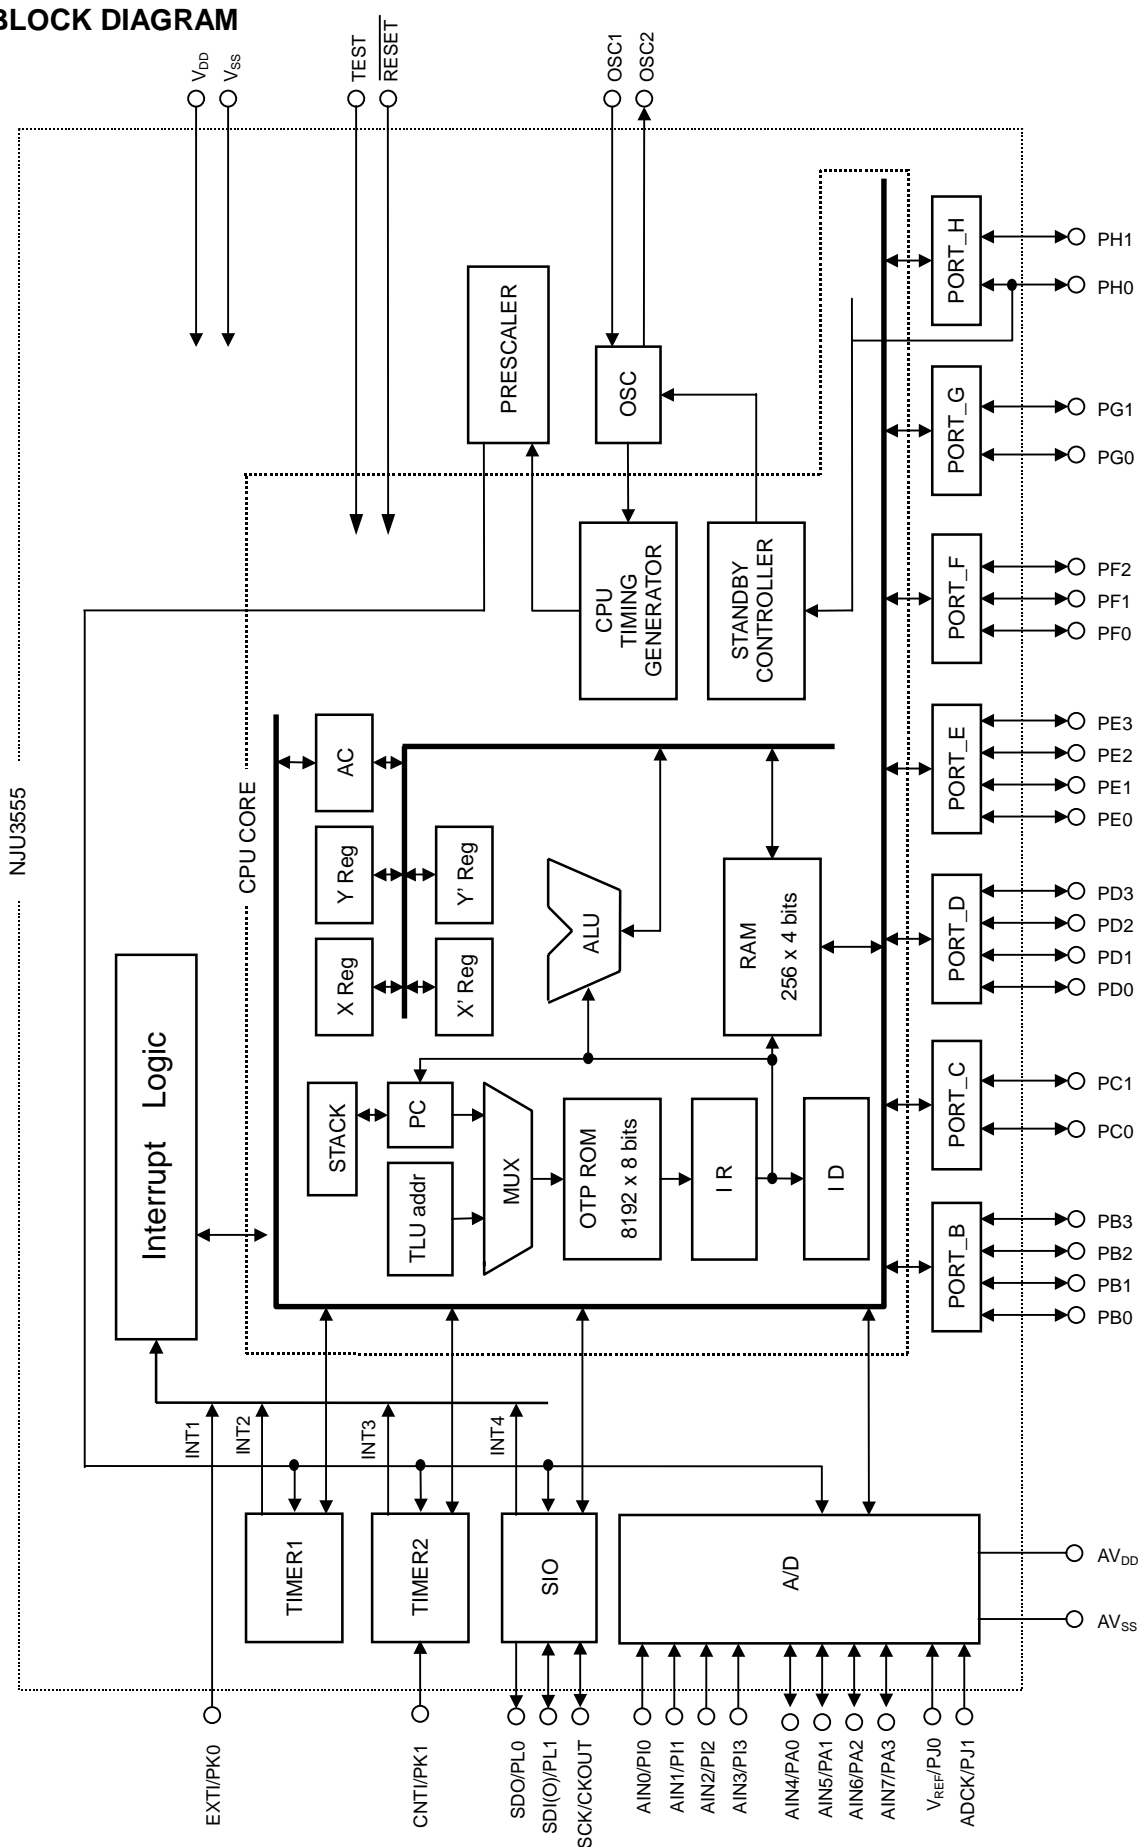 BLOCK DIAGRAM
VDD
VSS
TEST
RESET
OSC1
OSC2
NJU3555
CPU CORE
PRESCALER
OSC
CPU
TIMING
GENERATOR
STANDBY
CONTROLLER
PORT_H
PH1
PH0
PORT_G
PG1
PG0
PORT_F
PF2
PF1
PF0
PORT_E
PE3
PE2
PE1
PE0
PORT_D
PD3
PD2
PD1
PD0
PORT_C
PC1
PC0
PORT_B
PB3
PB2
PB1
PB0
AC
Y Reg
Y' Reg
X Reg
X' Reg
ALU
RAM
256 x 4 bits
STACK
PC
TLU addr
MUX
OTP ROM
8192 x 8 bits
I R
I D
Interrupt Logic
INT1
INT2
INT3
INT4
TIMER1
TIMER2
SIO
A/D
AVDD
AVSS
EXTI/PK0
CNTI/PK1
SDO/PL0
SDI(O)/PL1
SCK/CKOUT
AIN0/PI0
AIN1/PI1
AIN2/PI2
AIN3/PI3
AIN4/PA0
AIN5/PA1
AIN6/PA2
AIN7/PA3
VREF/PJ0
ADCK/PJ1